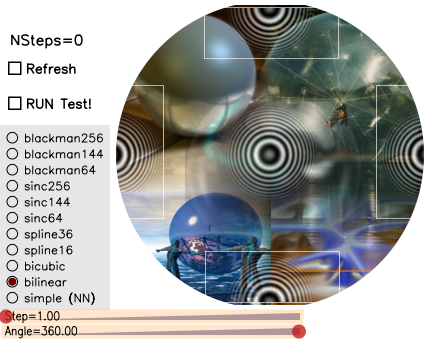 NSteps=0
Refresh
RUN Test!
blackman256
blackman144
blackman64
sinc256
sinc144
sinc64
spline36
spline16
bicubic
bilinear
simple (NN)
Step=1.00
Angle=360.00